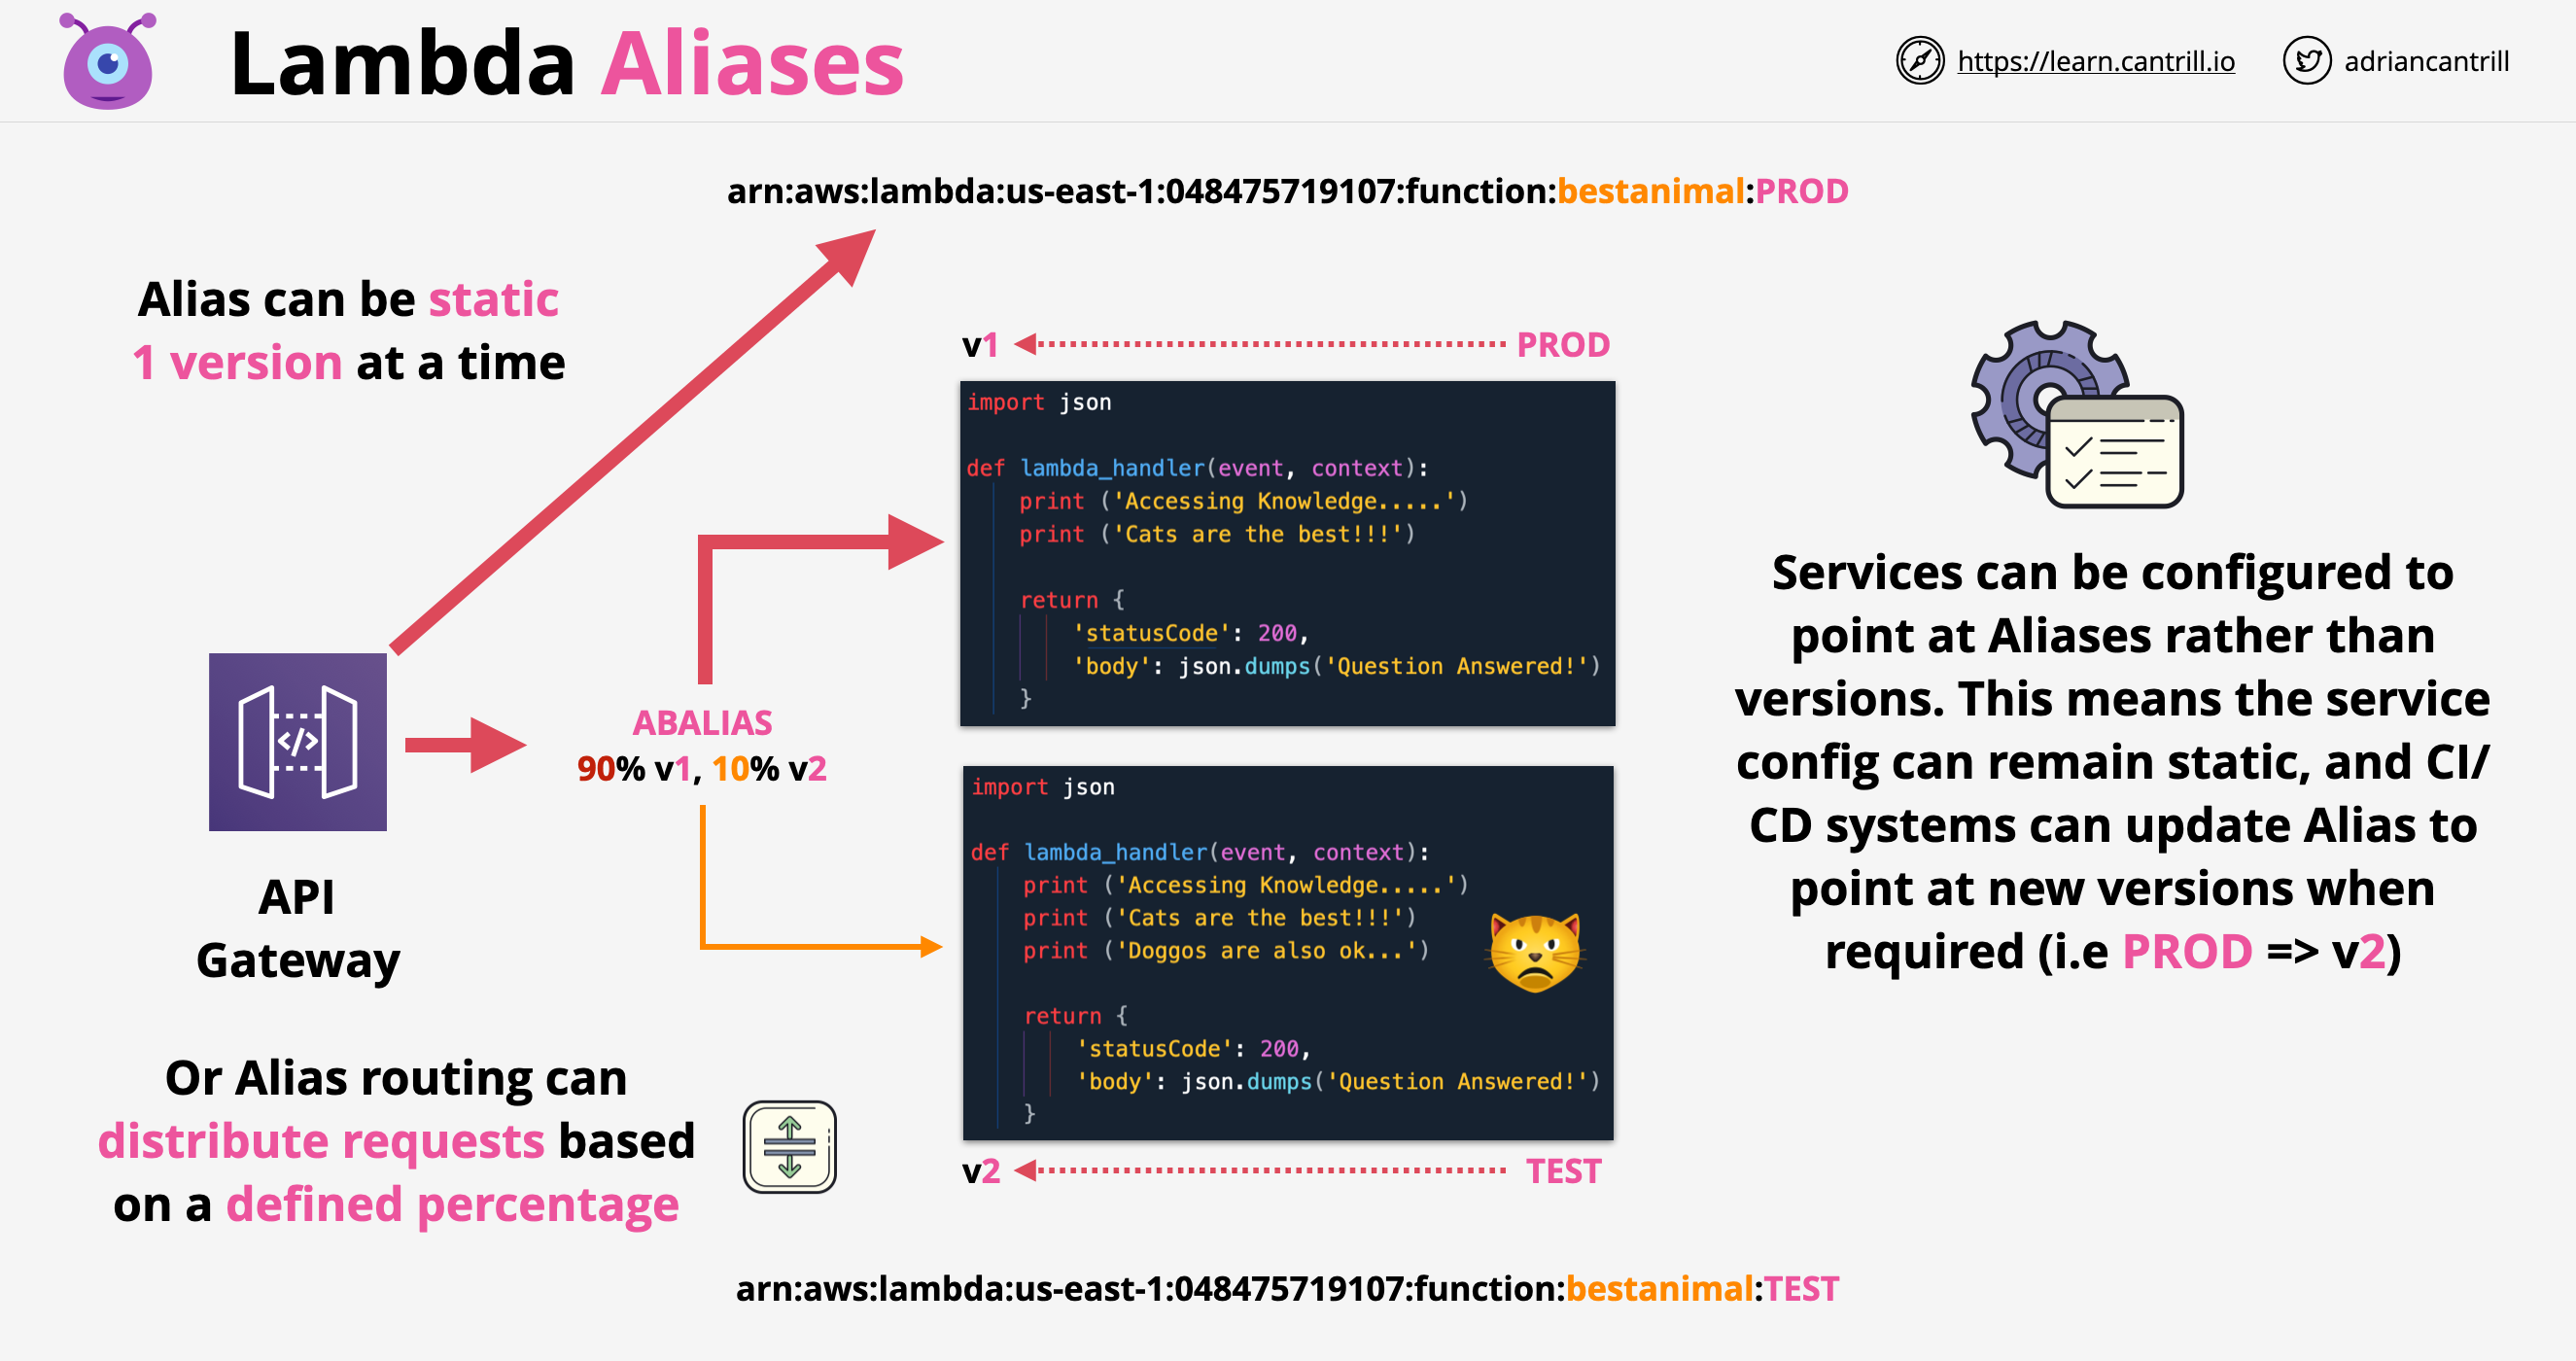 Lambda Aliases
https://learn.cantrill.io
adriancantrill
arn:aws:lambda:us-east-1:048475719107:function:bestanimal:PROD
Alias can be static
1 version at a time
v1
PROD
import json
def lambda_handler(event, context):
print ('Accessing Knowledge.....')
print ('Cats are the best!!!')
return {
'statusCode': 200,
'body': json.dumps('Question Answered!')
}
</>
API
Gateway
ABALIAS
90% v1, 10% v2
import json
def lambda_handler(event, context):
print ('Accessing Knowledge.....')
print ('Cats are the best!!!')
print ('Doggos are also ok...')
return {
'statusCode': 200,
'body': json.dumps('Question Answered!')
}
v2
TEST
Or Alias routing can
distribute requests based
on a defined percentage
Services can be configured to
point at Aliases rather than
versions. This means the service
config can remain static, and CI/
CD systems can update Alias to
point at new versions when
required (i.e PROD => v2)
arn:aws:lambda:us-east-1:048475719107:function:bestanimal:TEST